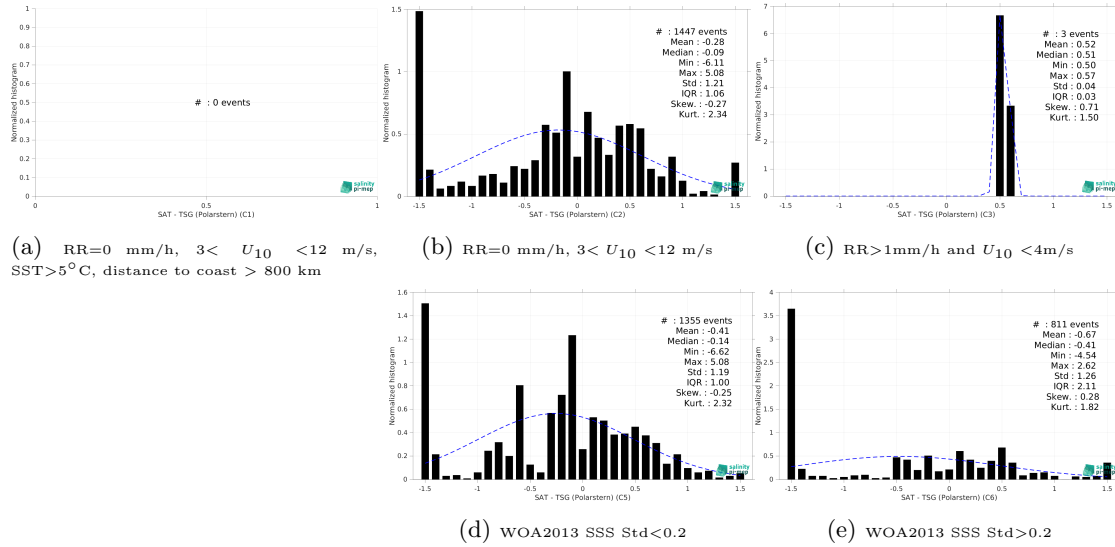 1
0.9
0.8
0.7
0.6
0.5
0.4
0.3
0.2
0.1
0
Normalized histogram
# : 0 events
salinity
pi-mep
0 0.5 1
SAT - TSG (Polarstern) (C1)
(a) RR=0 mm/h, 3< U10 <12 m/s,
SST>5°C, distance to coast > 800 km
1.5
1
0.5
0
Normalized histogram
# : 1447 events
Mean : -0.28
Median : -0.09
Min : -6.11
Max : 5.08
Std : 1.21
IQR : 1.06
Skew. : -0.27
Kurt. : 2.34
salinity
pi-mep
-1.5 -1 -0.5 0 0.5 1 1.5
SAT - TSG (Polarstern) (C2)
(b) RR=0 mm/h, 3< U10 <12 m/s
7
6
5
4
3
2
1
0
Normalized histogram
# : 3 events
Mean : 0.52
Median : 0.51
Min : 0.50
Max : 0.57
Std : 0.04
IQR : 0.03
Skew. : 0.71
Kurt. : 1.50
salinity
pi-mep
-1.5 -1 -0.5 0 0.5 1 1.5
SAT - TSG (Polarstern) (C3)
(c) RR>1mm/h and U10 <4m/s
1.6
1.4
1.2
1
0.8
0.6
0.4
0.2
0
Normalized histogram
# : 1355 events
Mean : -0.41
Median : -0.14
Min : -6.62
Max : 5.08
Std : 1.19
IQR : 1.00
Skew. : -0.25
Kurt. : 2.32
salinity
pi-mep
-1.5 -1 -0.5 0 0.5 1 1.5
SAT - TSG (Polarstern) (C5)
(d) WOA2013 SSS Std<0.2
4
3.5
3
2.5
2
1.5
1
0.5
0
Normalized histogram
# : 811 events
Mean : -0.67
Median : -0.41
Min : -4.54
Max : 2.62
Std : 1.26
IQR : 2.11
Skew. : 0.28
Kurt. : 1.82
salinity
pi-mep
-1.5 -1 -0.5 0 0.5 1 1.5
SAT - TSG (Polarstern) (C6)
(e) WOA2013 SSS Std>0.2